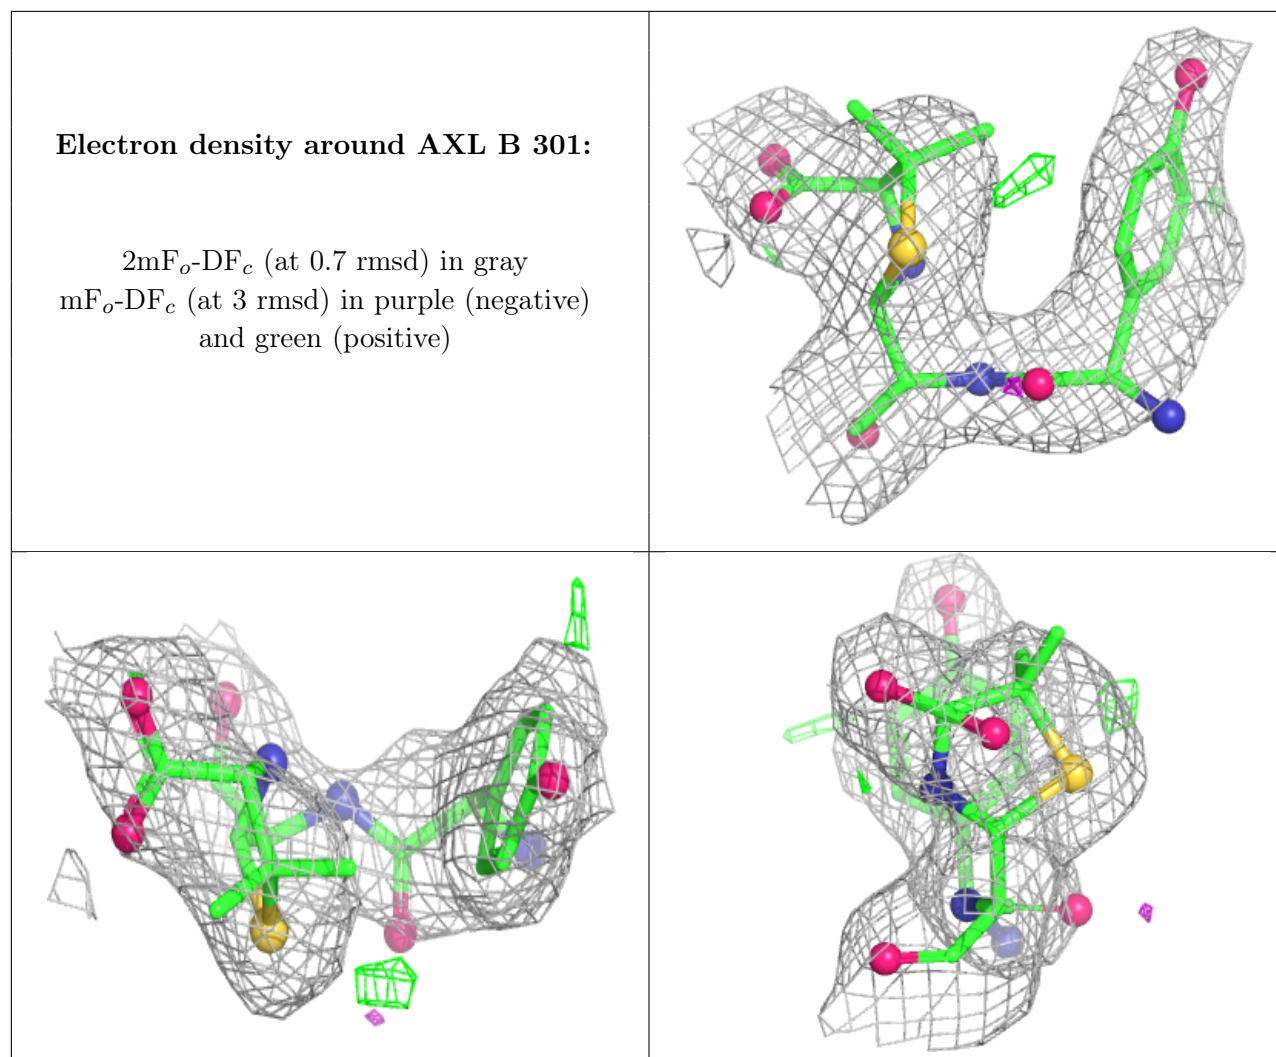 Electron density around AXL B 301:
2mFo-DFc (at 0.7 rmsd) in gray
mFo-DFc (at 3 rmsd) in purple (negative)
and green (positive)